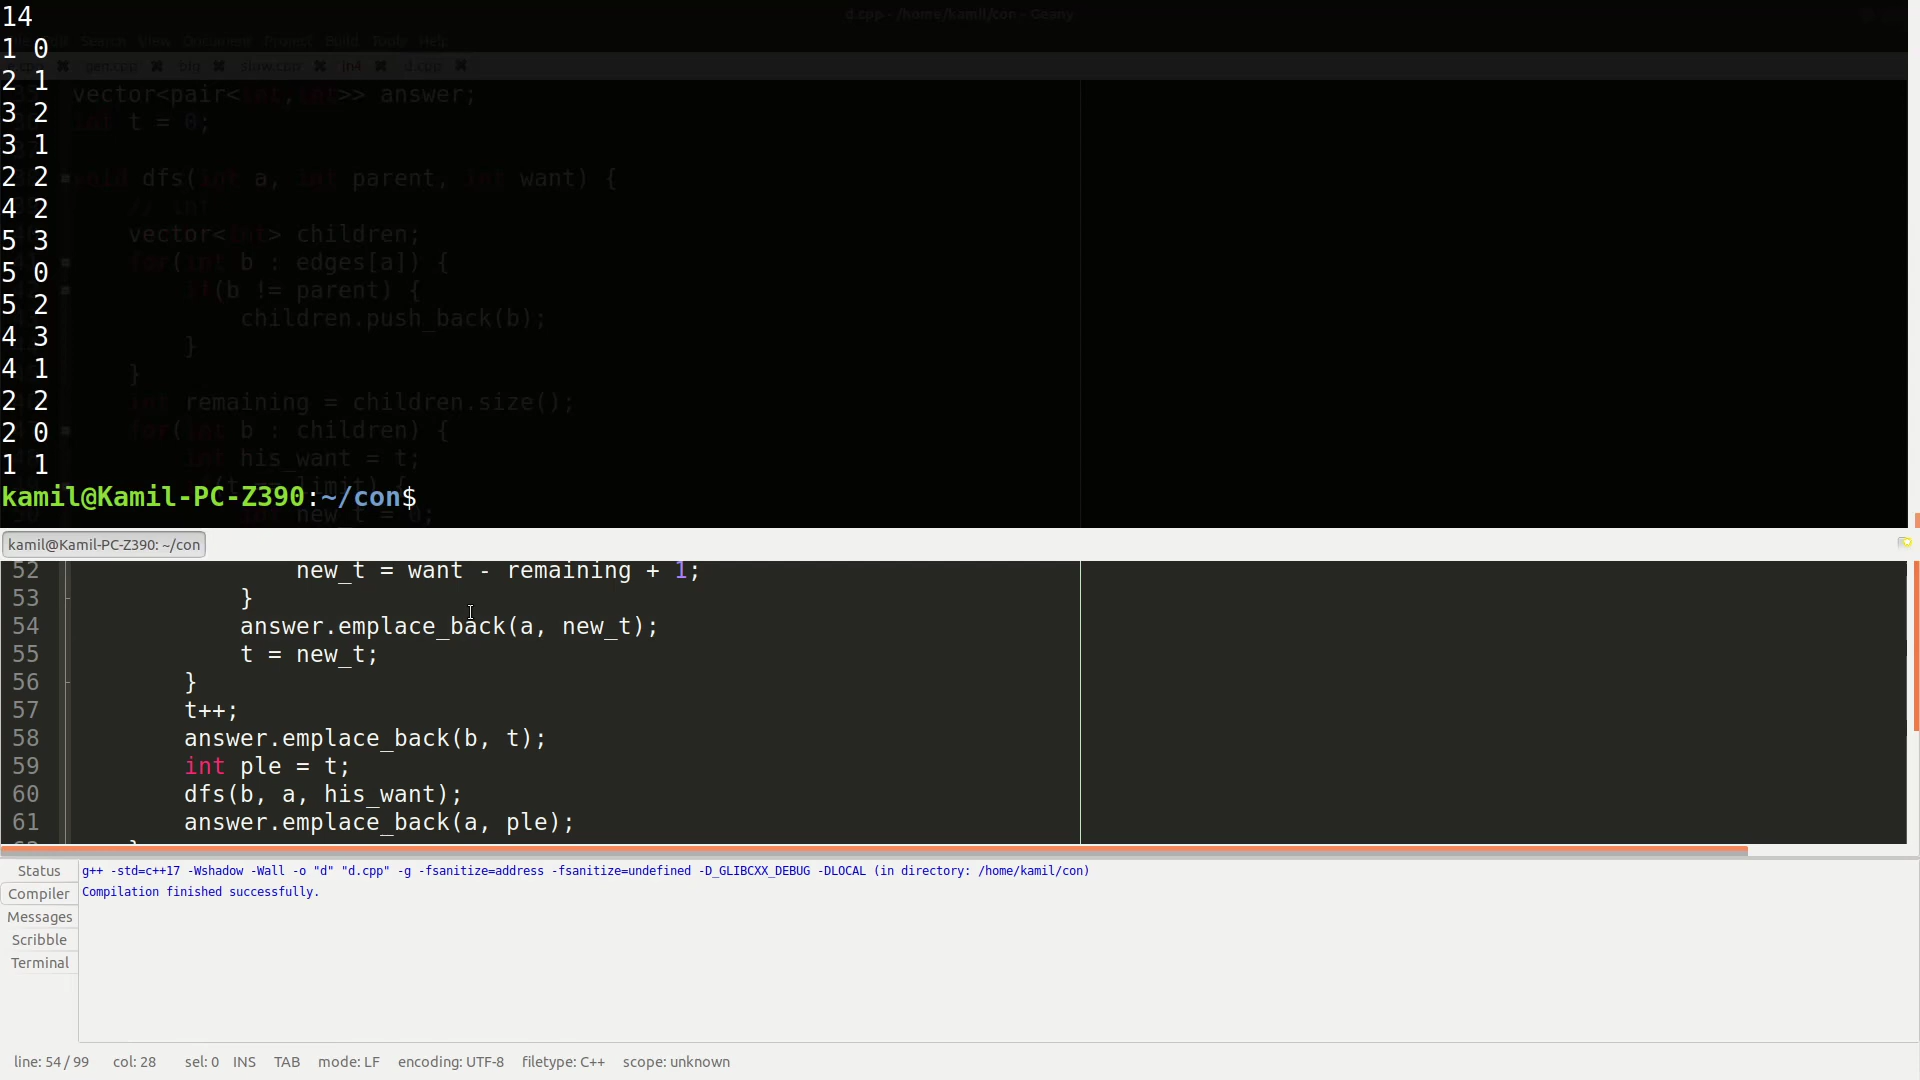 14
d.cpp - /home/kamil/con - Geany
1 0
Search View Document Project Build Tools Help
gen.cpp big slow.cpp in4 d.cpp
2 1
vector<pair<int,int>> answer;
3 2
int t = 0;
3 1
2 2
void dfs(int a, int parent, int want) {
4 2
// int
5 3
vector<int> children;
5 0
for(int b : edges[a]) {
5 2
if(b != parent) {
children.push_back(b);
4 3
}
4 1
}
2 2
int remaining = children.size();
2 0
for(int b : children) {
1 1
int his_want = t;
kamil@Kamil-PC-Z390:~/con$
limit) {
int new_t = 0;
kamil@Kamil-PC-Z390: ~/con
52 new_t = want - remaining + 1;
53 }
54 answer.emplace_back(a, new_t);
55 t = new_t;
56 }
57 t++;
58 answer.emplace_back(b, t);
59 int ple = t;
60 dfs(b, a, his_want);
61 answer.emplace_back(a, ple);
Status
g++ -std=c++17 -Wshadow -Wall -o "d" "d.cpp" -g -fsanitize=address -fsanitize=undefined -D_GLIBCXX_DEBUG -DLOCAL (in directory: /home/kamil/con)
Compiler
Compilation finished successfully.
Messages
Scribble
Terminal
line: 54 / 99 col: 28 sel: 0 INS TAB mode: LF encoding: UTF-8 filetype: C++ scope: unknown